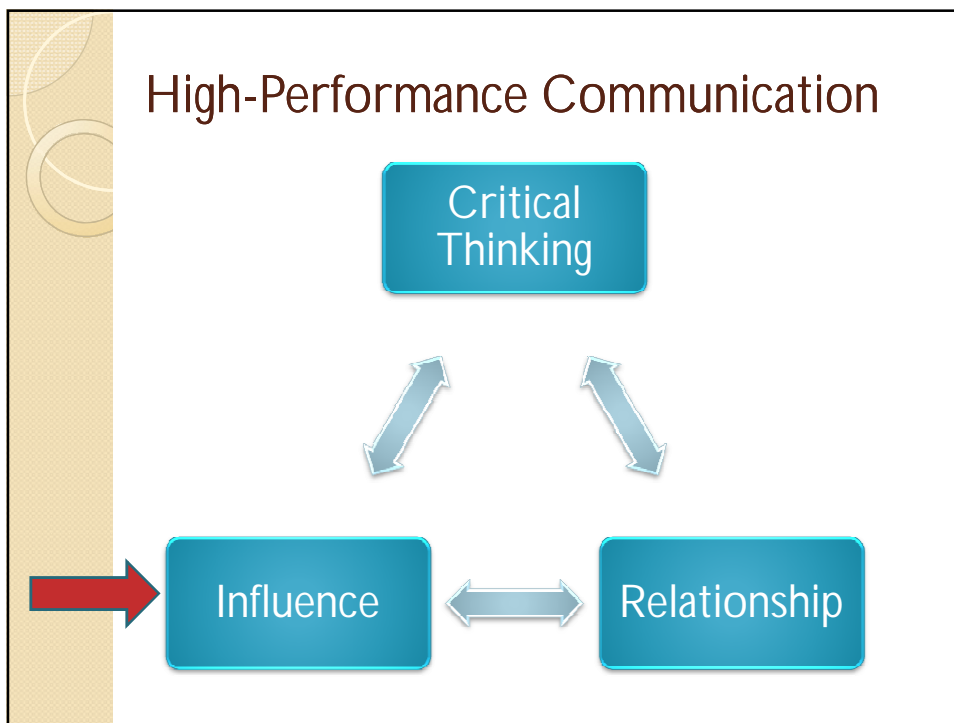 High-Performance Communication
Critical
Thinking
Influence
Relationship